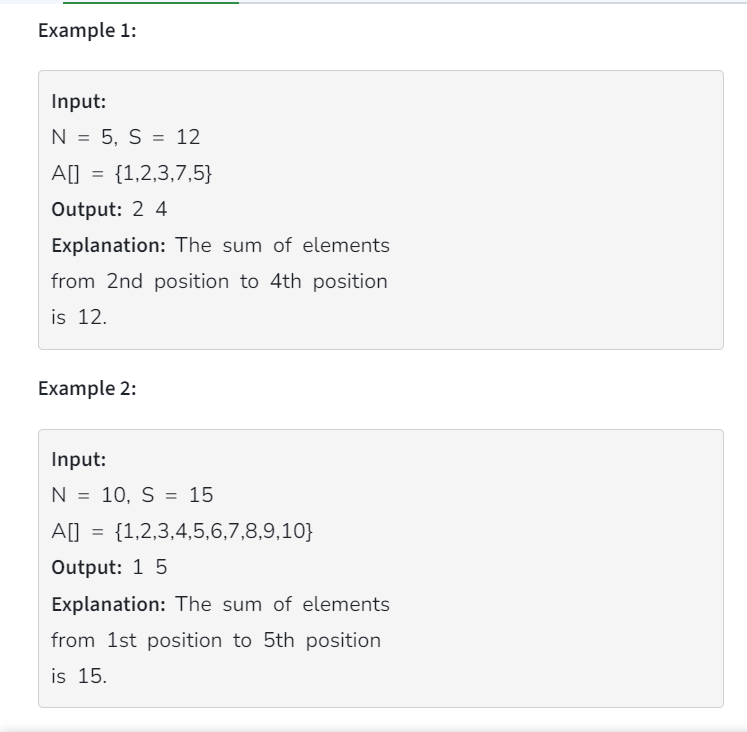 Example 1:
Input:
N = 5, S = 12
A[] = {1,2,3,7,5}
Output: 2 4
Explanation: The sum of elements
from 2nd position to 4th position
is 12.
Example 2:
Input:
N = 10, S = 15
A[] = {1,2,3,4,5,6,7,8,9,10}
Output: 1 5
Explanation: The sum of elements
from 1st position to 5th position
is 15.